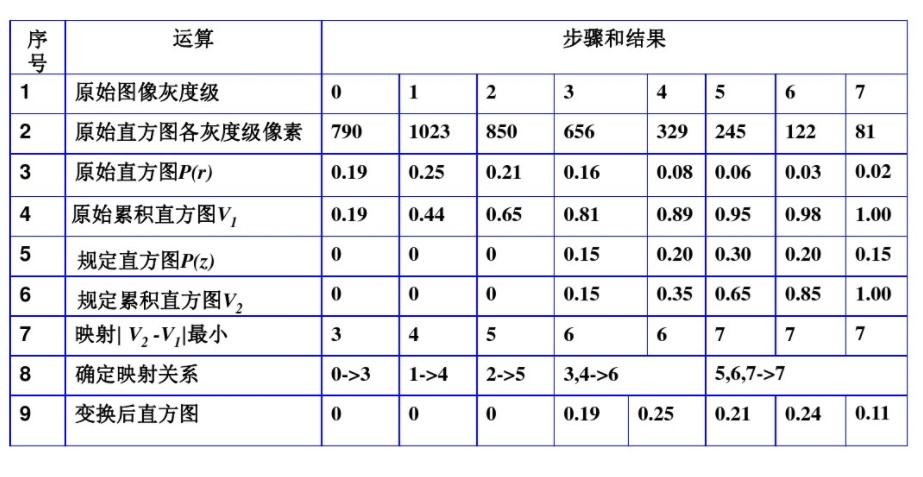 序号 运算 步骤和结果
1 原始图像灰度级 0 1 2 3 4 5 6 7
2 原始直方图各灰度级像素 790 1023 850 656 329 245 122 81
3 原始直方图P(r) 0.19 0.25 0.21 0.16 0.08 0.06 0.03 0.02
4 原始累积直方图V1 0.19 0.44 0.65 0.81 0.89 0.95 0.98 1.00
5 规定直方图P(z) 0 0 0 0.15 0.20 0.30 0.20 0.15
6 规定累积直方图V2 0 0 0 0.15 0.35 0.65 0.85 1.00
7 映射| V2 -V1|最小 3 4 5 6 6 7 7 7
8 确定映射关系 0->3 1->4 2->5 3,4->6 5,6,7->7
9 变换后直方图 0 0 0 0.19 0.25 0.21 0.24 0.11